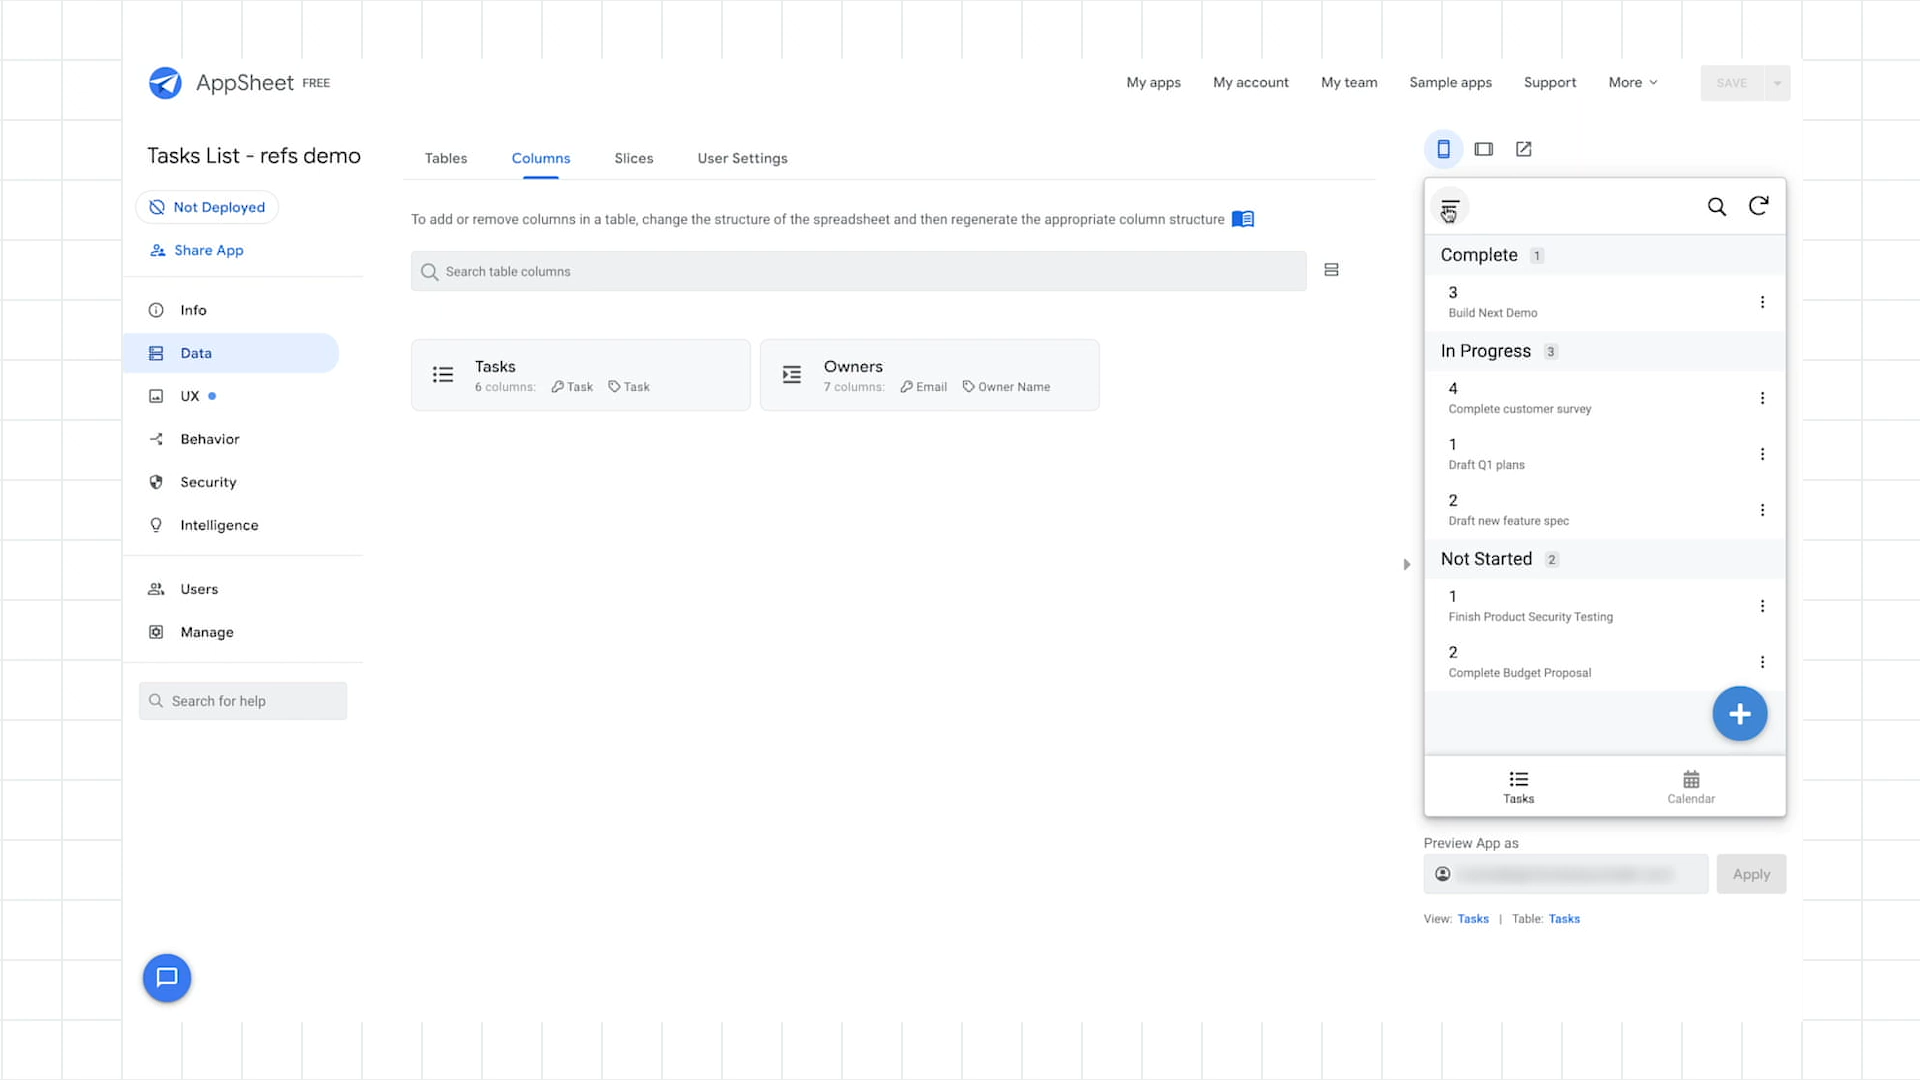 AppSheet FREE
My apps
My account
My team
Sample apps
Support
More
SAVE
Tasks List - refs demo
Not Deployed
Share App
Info
Data
UX
Behavior
Security
Intelligence
Users
Manage
Search for help
Tables
Columns
Slices
User Settings
To add or remove columns in a table, change the structure of the spreadsheet and then regenerate the appropriate column structure
Search table columns
Tasks
6 columns: Task Task
Owners
7 columns: Email Owner Name
Complete 1
3
Build Next Demo
In Progress 3
4
Complete customer survey
1
Draft Q1 plans
2
Draft new feature spec
Not Started 2
1
Finish Product Security Testing
2
Complete Budget Proposal
Tasks
Calendar
Preview App as
Apply
View: Tasks | Table: Tasks